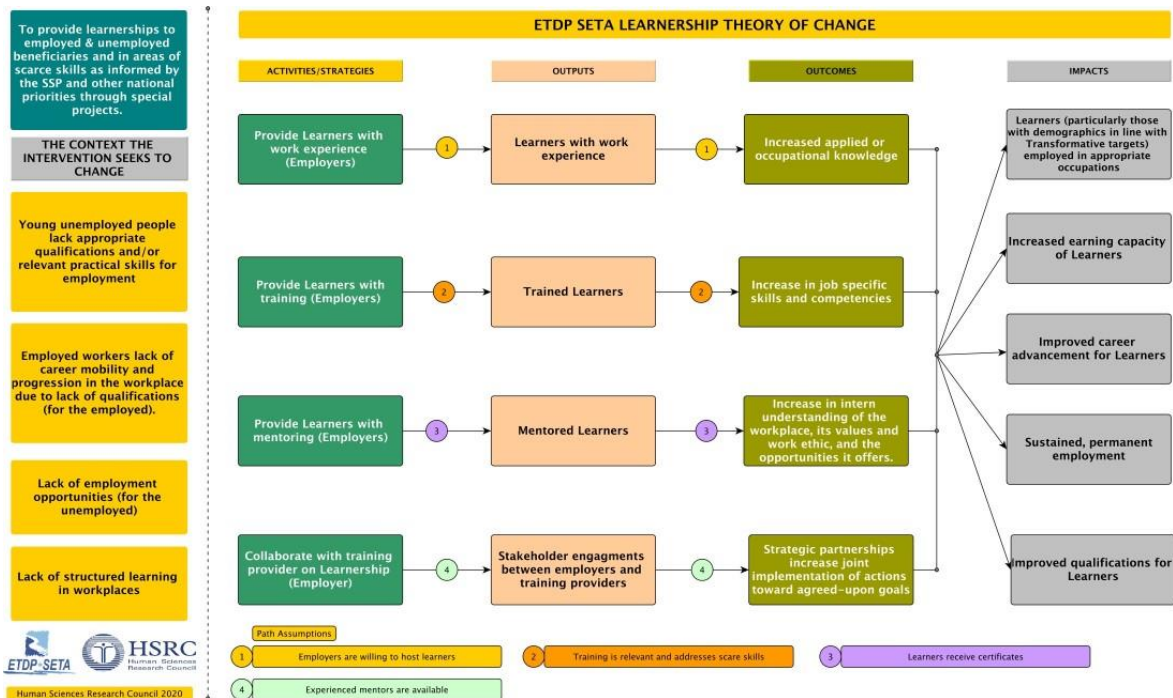 To provide learnerships to
employed & unemployed
beneficiaries and in areas of
scarce skills as informed by
the SSP and other national
priorities through special
projects.
THE CONTEXT THE
INTERVENTION SEEKS TO
CHANGE
Young unemployed people
lack appropriate
qualifications and/or
relevant practical skills for
employment
Employed workers lack of
career mobility and
progression in the workplace
due to lack of qualifications
(for the employed).
Lack of employment
opportunities (for the
unemployed)
Lack of structured learning
in workplaces
ETDP SETA
HSRC
Human Sciences
Research Council
Human Sciences Research Council 2020
ETDP SETA LEARNERSHIP THEORY OF CHANGE
ACTIVITIES/STRATEGIES
OUTPUTS
OUTCOMES
IMPACTS
Provide Learners with
work experience
(Employers)
1
Learners with work
experience
1
Increased applied or
occupational knowledge
Provide Learners with
training (Employers)
2
Trained Learners
2
Increase in job specific
skills and competencies
Provide Learners with
mentoring (Employers)
3
Mentored Learners
3
Increase in intern
understanding of the
workplace, its values and
work ethic, and the
opportunities it offers.
Collaborate with training
provider on Learnership
(Employer)
4
Stakeholder engagments
between employers and
training providers
4
Strategic partnerships
increase joint
implementation of actions
toward agreed-upon goals
Learners (particularly those
with demographics in line with
Transformative targets)
employed in appropriate
occupations
Increased earning capacity
of Learners
Improved career
advancement for Learners
Sustained, permanent
employment
Improved qualifications for
Learners
Path Assumptions
1 Employers are willing to host learners
2 Training is relevant and addresses scare skills
3 Learners receive certificates
4 Experienced mentors are available